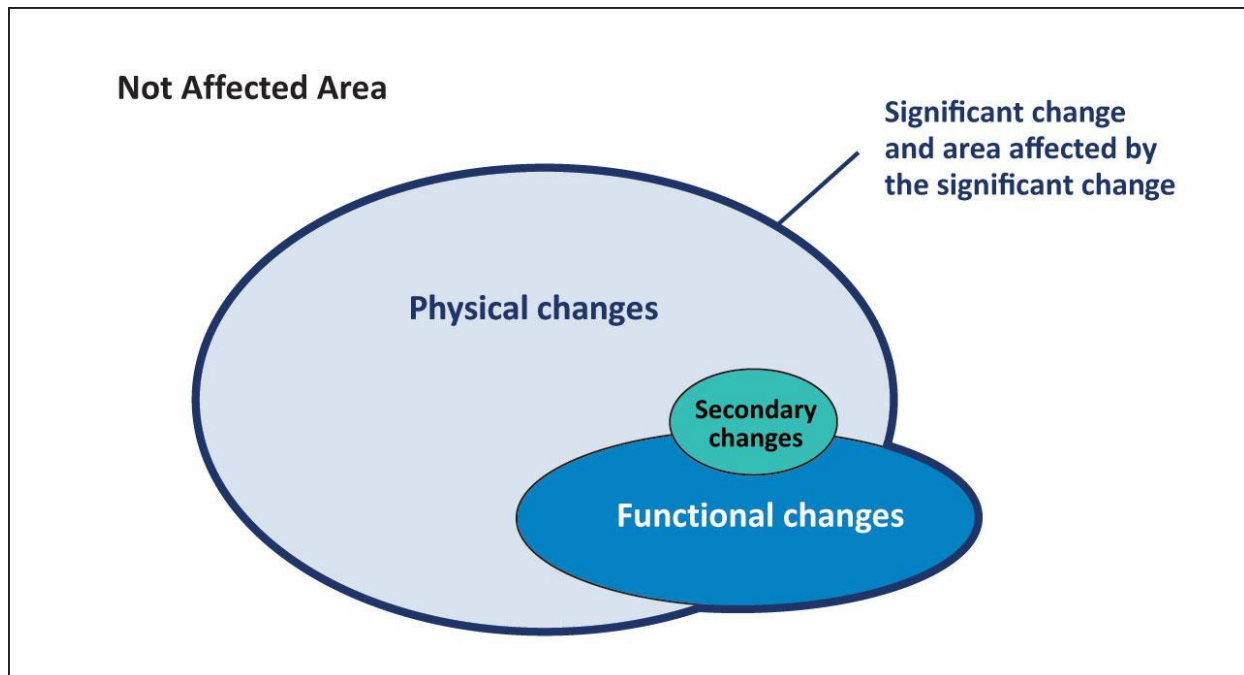 Not Affected Area
Significant change
and area affected by
the significant change
Physical changes
Secondary
changes
Functional changes